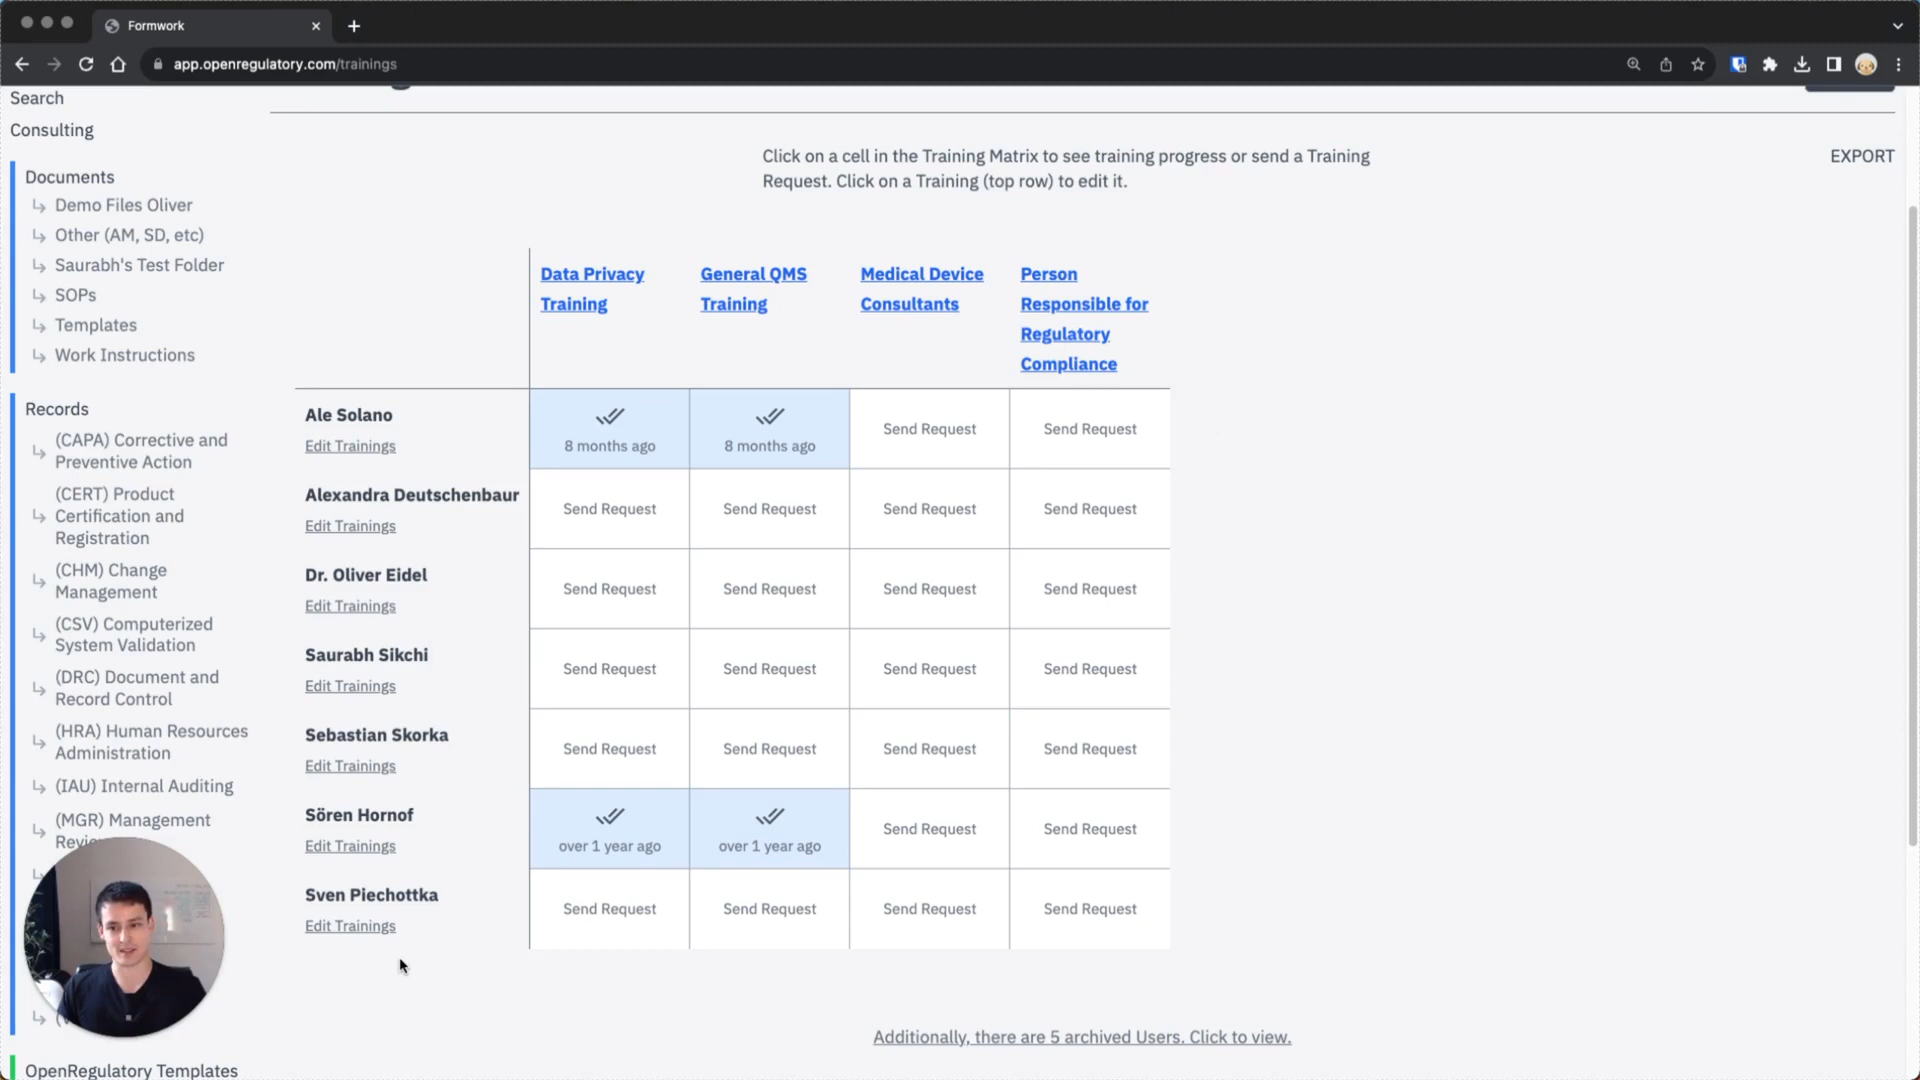 Formwork
app.openregulatory.com/trainings
Search
Consulting
Documents
Demo Files Oliver
Other (AM, SD, etc)
Saurabh's Test Folder
SOPs
Templates
Work Instructions
Records
(CAPA) Corrective and
Preventive Action
(CERT) Product
Certification and
Registration
(CHM) Change
Management
(CSV) Computerized
System Validation
(DRC) Document and
Record Control
(HRA) Human Resources
Administration
(IAU) Internal Auditing
(MGR) Management
OpenRegulatory Templates
Click on a cell in the Training Matrix to see training progress or send a Training
Request. Click on a Training (top row) to edit it.
EXPORT
Data Privacy
Training
General QMS
Training
Medical Device
Consultants
Person
Responsible for
Regulatory
Compliance
Ale Solano
Edit Trainings
8 months ago
8 months ago
Send Request
Send Request
Alexandra Deutschenbaur
Edit Trainings
Send Request
Send Request
Send Request
Send Request
Dr. Oliver Eidel
Edit Trainings
Send Request
Send Request
Send Request
Send Request
Saurabh Sikchi
Edit Trainings
Send Request
Send Request
Send Request
Send Request
Sebastian Skorka
Edit Trainings
Send Request
Send Request
Send Request
Send Request
Sören Hornof
Edit Trainings
over 1 year ago
over 1 year ago
Send Request
Send Request
Sven Piechottka
Edit Trainings
Send Request
Send Request
Send Request
Send Request
Additionally, there are 5 archived Users. Click to view.